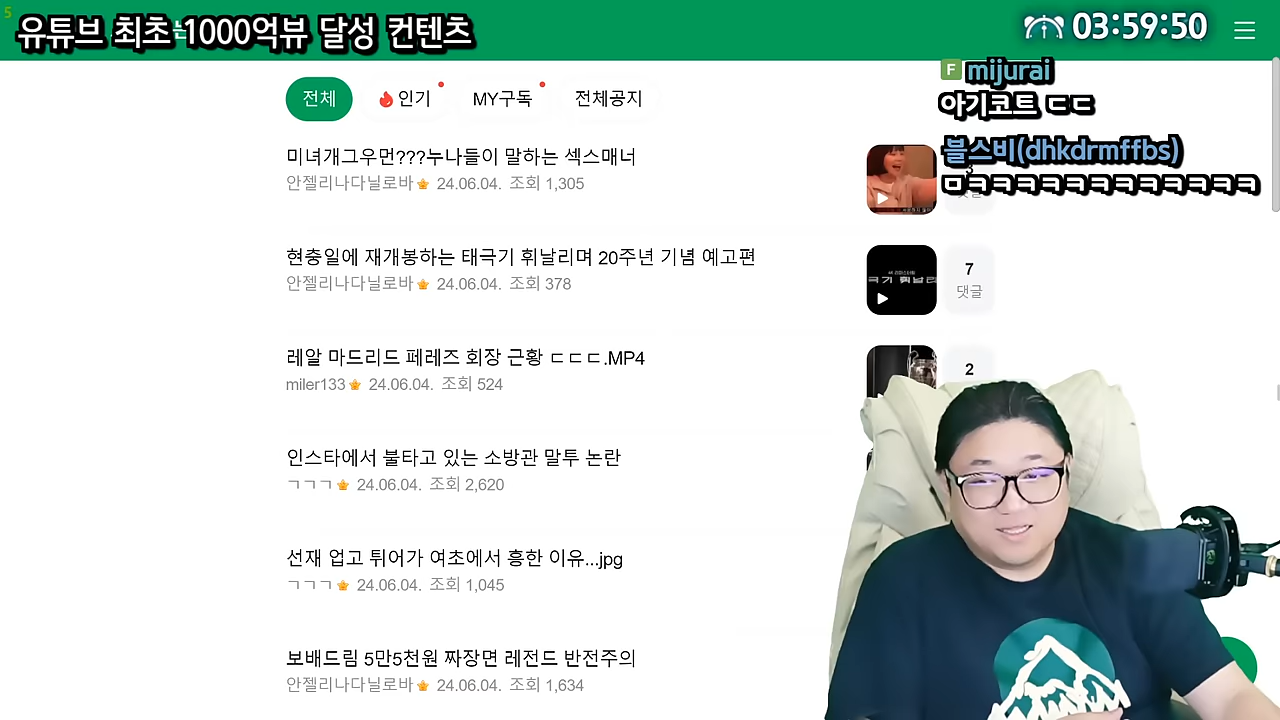 5
유튜브 최초 1000억뷰 달성 컨텐츠
03:59:50
전체
인기
MY구독
전체공지
F mijurai
아기코트 ㄷㄷ
블스비(dhkdrmffbs)
ㅁㅋㅋㅋㅋㅋㅋㅋㅋㅋㅋㅋㅋ
미녀개그우먼???누나들이 말하는 섹스매너
안젤리나다닐로바 24.06.04. 조회 1,305
현충일에 재개봉하는 태극기 휘날리며 20주년 기념 예고편
안젤리나다닐로바 24.06.04. 조회 378
7
댓글
레알 마드리드 페레즈 회장 근황 ㄷㄷㄷ.MP4
miler133 24.06.04. 조회 524
2
인스타에서 불타고 있는 소방관 말투 논란
ㄱㄱㄱ 24.06.04. 조회 2,620
선재 업고 튀어가 여초에서 흥한 이유...jpg
ㄱㄱㄱ 24.06.04. 조회 1,045
보배드림 5만5천원 짜장면 레전드 반전주의
안젤리나다닐로바 24.06.04. 조회 1,634